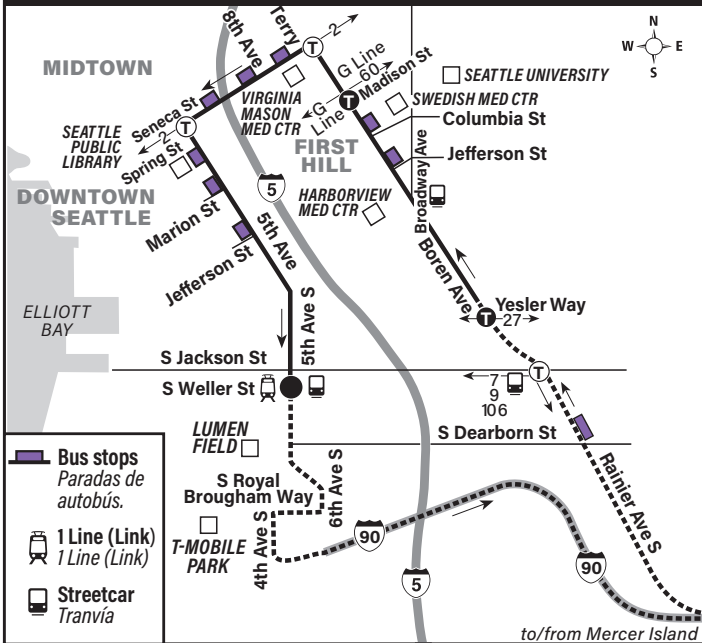 N
W E
S
8th Ave
Terry
T
2
MIDTOWN
G Line
60
Madison St
G
Line
T
SEATTLE UNIVERSITY
SWEDISH MED CTR
Columbia St
Jefferson St
Seneca St
T
2
VIRGINIA
MASON
MED CTR
SEATTLE
PUBLIC
LIBRARY
Spring St
FIRST
HILL
DOWNTOWN
SEATTLE
5
HARBORVIEW
MED CTR
Broadway Ave
Marion St
Jefferson St
5th Ave
Boren Ave
ELLIOTT
BAY
5th Ave S
T
Yesler Way
27
S Jackson St
S Weller St
T
7
9
106
S Dearborn St
LUMEN
FIELD
S Royal
Brougham Way
6th Ave S
4th Ave S
T-MOBILE
PARK
90
Rainier Ave S
90
5
to/from Mercer Island
Bus stops
Paradas de
autobús.
1 Line (Link)
1 Line (Link)
Streetcar
Tranvía